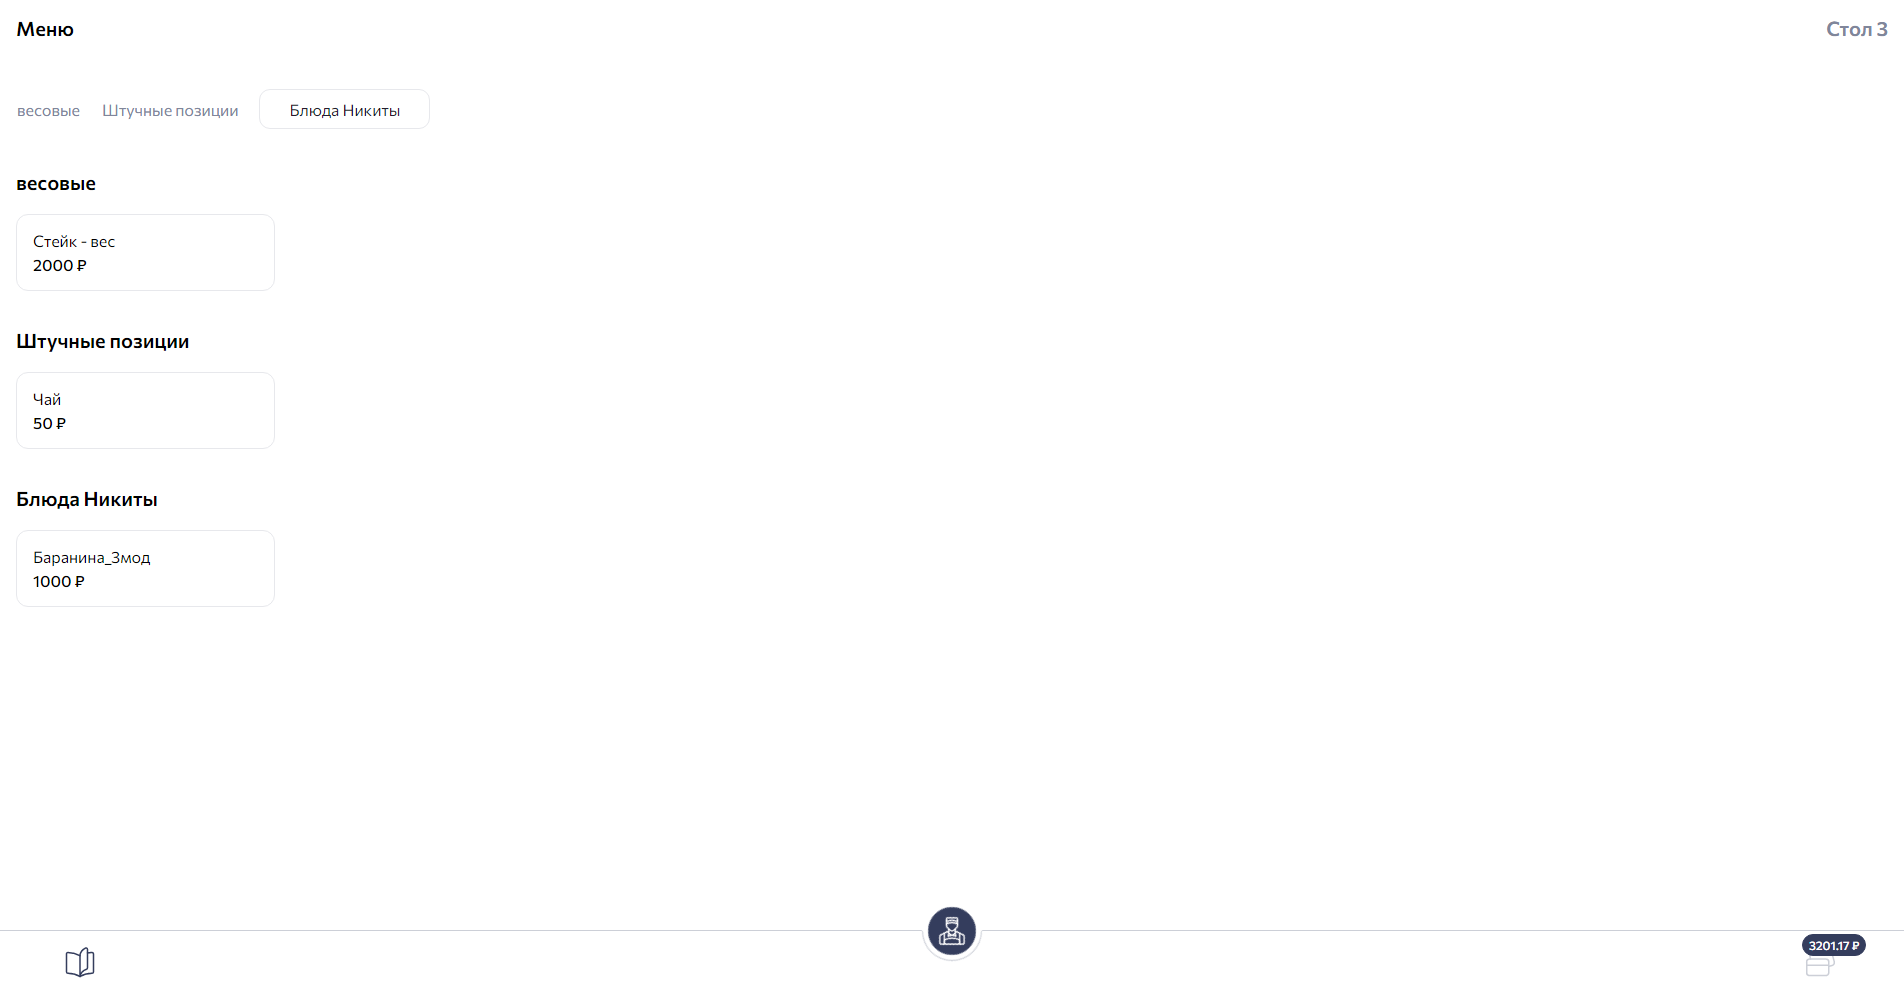 Меню
Стол 3
весовые Штучные позиции Блюда Никиты
весовые
Стейк - вес
2000 ₽
Штучные позиции
Чай
50 ₽
Блюда Никиты
Баранина_3мод
1000 ₽
3201.17 ₽